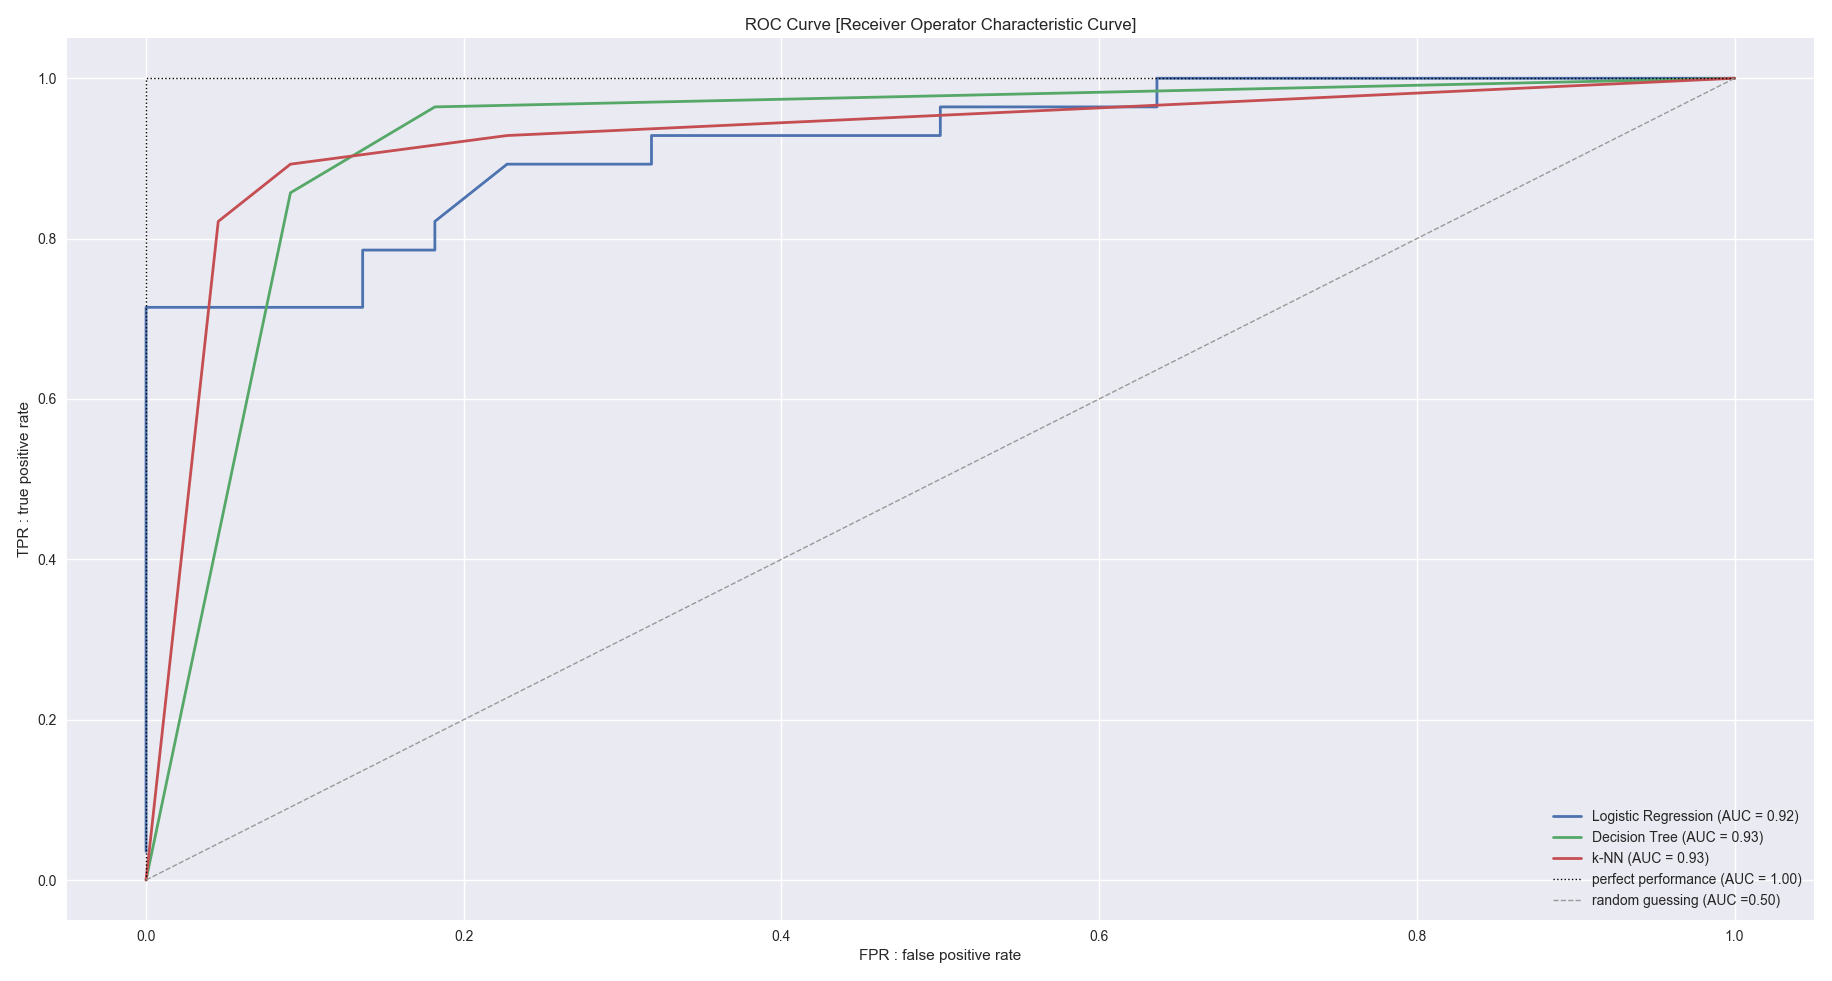 ROC Curve [Receiver Operator Characteristic Curve]
1.0
0.8
0.6
0.4
0.2
0.0
TPR : true positive rate
Logistic Regression (AUC = 0.92)
Decision Tree (AUC = 0.93)
k-NN (AUC = 0.93)
perfect performance (AUC = 1.00)
random guessing (AUC =0.50)
0.0 0.2 0.4 0.6 0.8 1.0
FPR : false positive rate